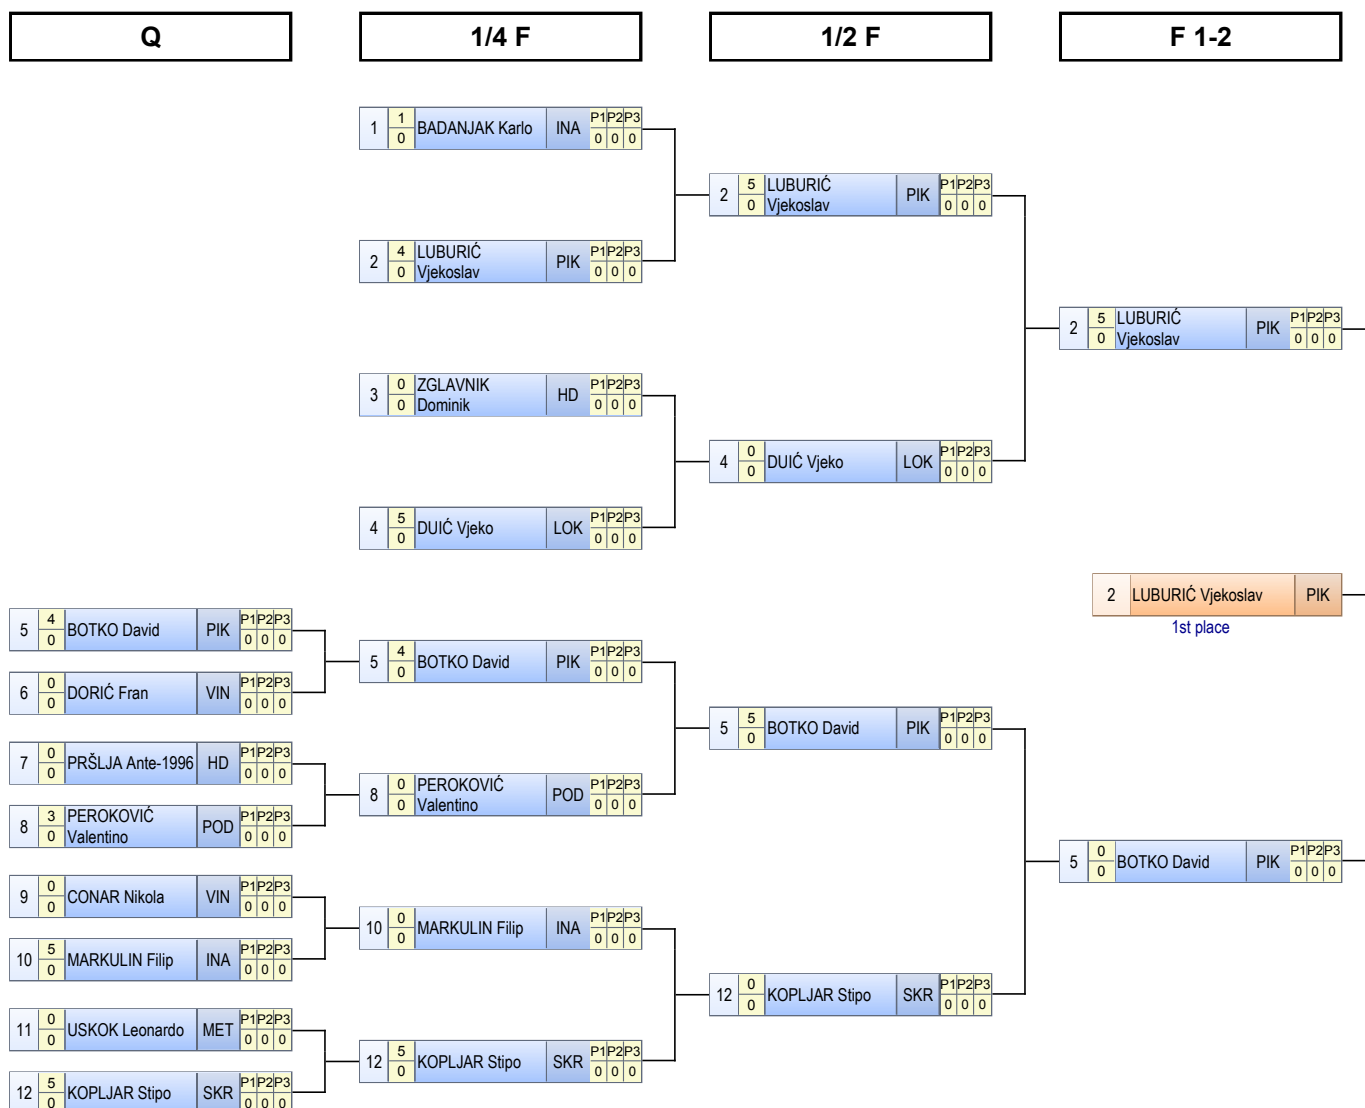 Q 1/4 F 1/2 F F 1-2
1 1 0 BADANJAK Karlo INA P1 P2 P3 0 0 0
2 5 0 LUBURIĆ Vjekoslav PIK P1 P2 P3 0 0 0
2 4 0 LUBURIĆ Vjekoslav PIK P1 P2 P3 0 0 0
2 5 0 LUBURIĆ Vjekoslav PIK P1 P2 P3 0 0 0
3 0 0 ZGLAVNIK Dominik HD P1 P2 P3 0 0 0
4 0 0 DUIĆ Vjeko LOK P1 P2 P3 0 0 0
4 5 0 DUIĆ Vjeko LOK P1 P2 P3 0 0 0
2 LUBURIĆ Vjekoslav PIK
1st place
5 4 0 BOTKO David PIK P1 P2 P3 0 0 0
5 4 0 BOTKO David PIK P1 P2 P3 0 0 0
6 0 0 DORIĆ Fran VIN P1 P2 P3 0 0 0
5 5 0 BOTKO David PIK P1 P2 P3 0 0 0
7 0 0 PRŠLJA Ante-1996 HD P1 P2 P3 0 0 0
8 0 0 PEROKOVIĆ Valentino POD P1 P2 P3 0 0 0
8 3 0 PEROKOVIĆ Valentino POD P1 P2 P3 0 0 0
5 0 0 BOTKO David PIK P1 P2 P3 0 0 0
9 0 0 CONAR Nikola VIN P1 P2 P3 0 0 0
10 0 0 MARKULIN Filip INA P1 P2 P3 0 0 0
10 5 0 MARKULIN Filip INA P1 P2 P3 0 0 0
12 0 0 KOPLJAR Stipo SKR P1 P2 P3 0 0 0
11 0 0 USKOK Leonardo MET P1 P2 P3 0 0 0
12 5 0 KOPLJAR Stipo SKR P1 P2 P3 0 0 0
12 5 0 KOPLJAR Stipo SKR P1 P2 P3 0 0 0